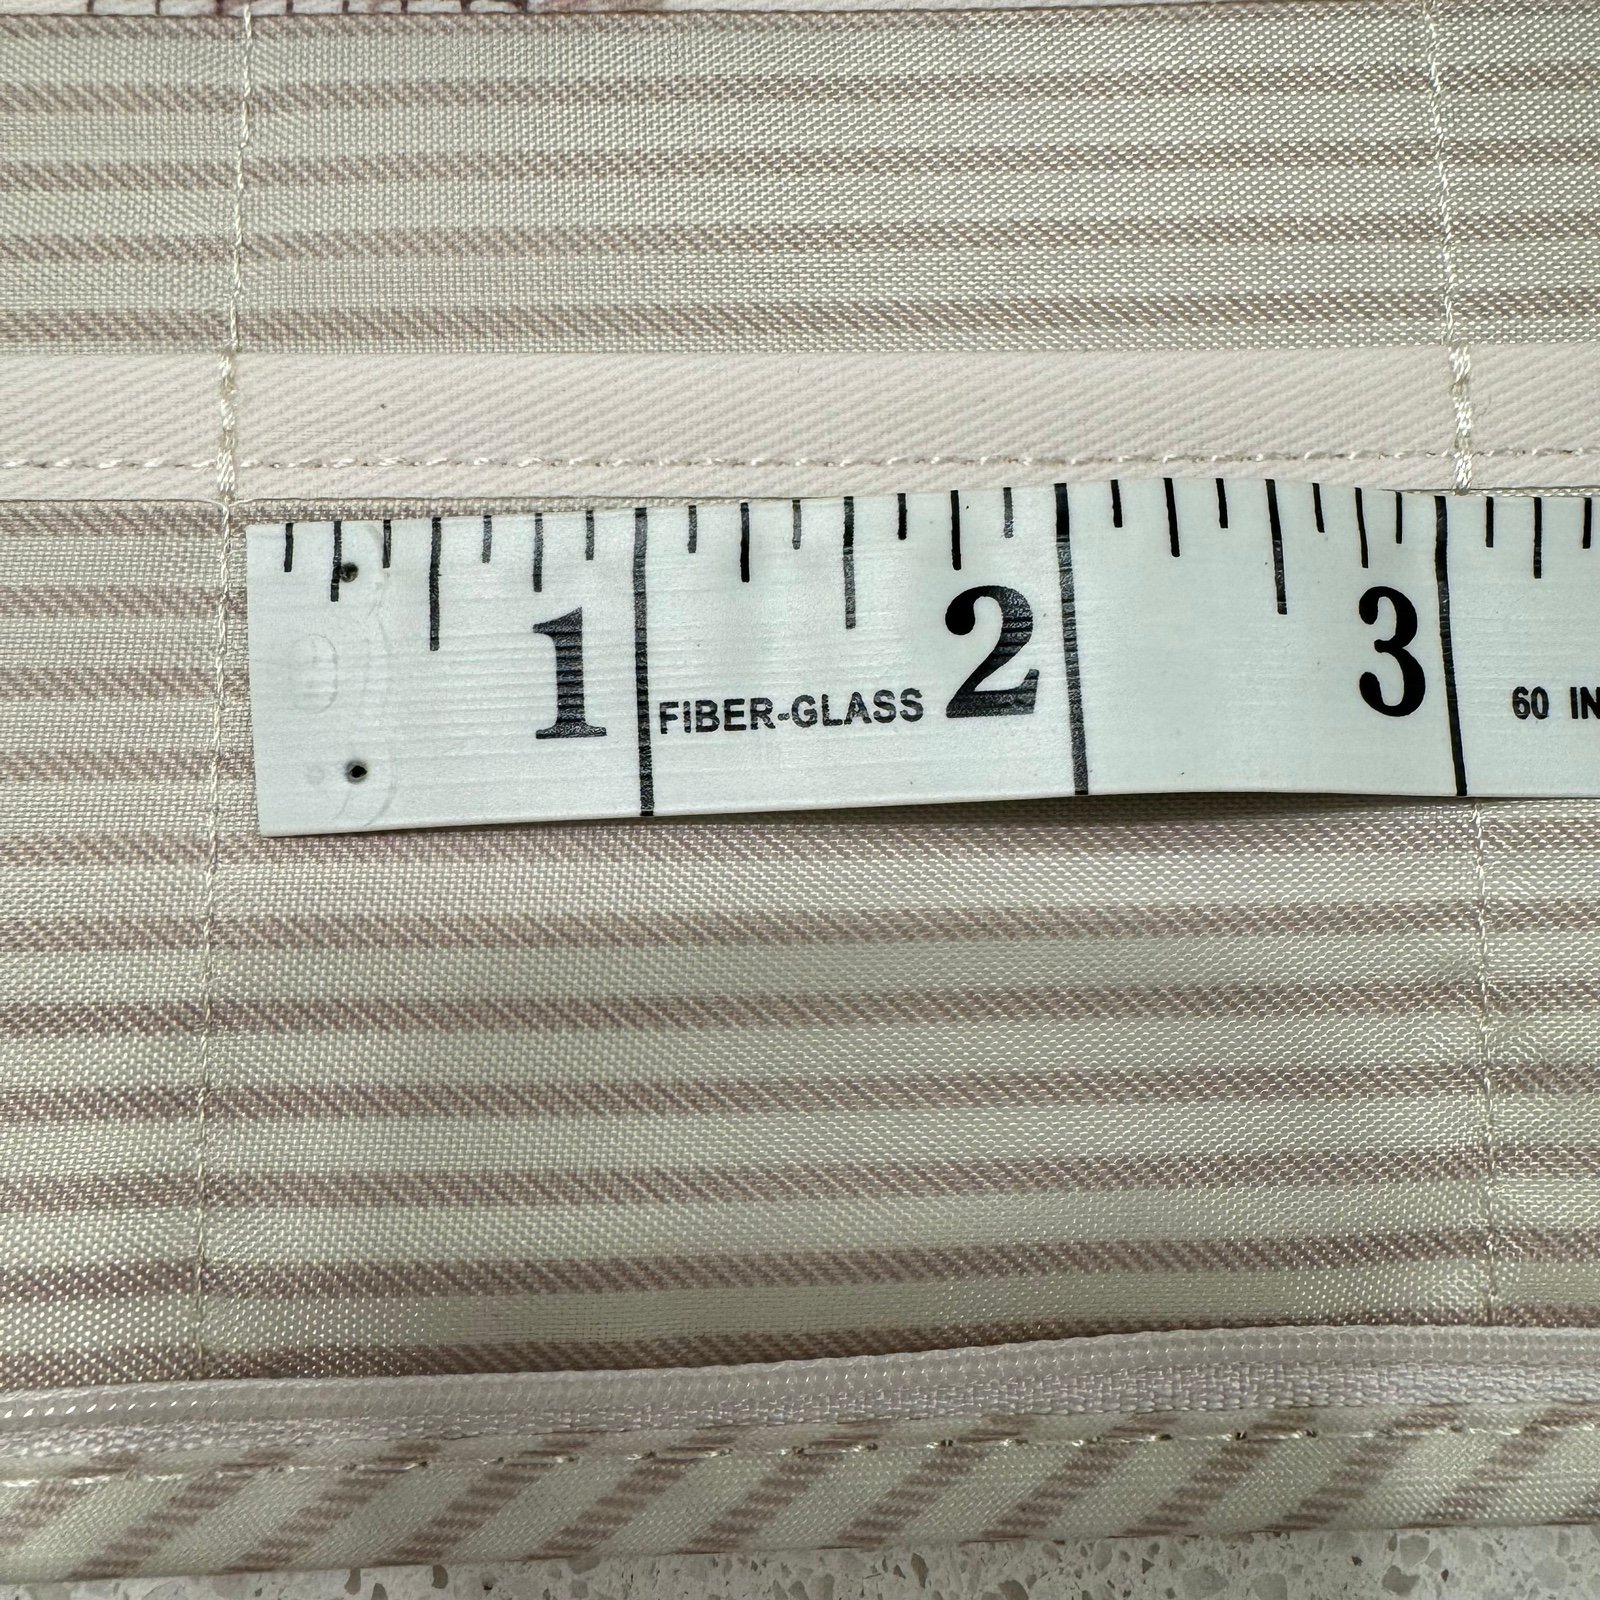 1 FIBER-GLASS 2 3 60 IN